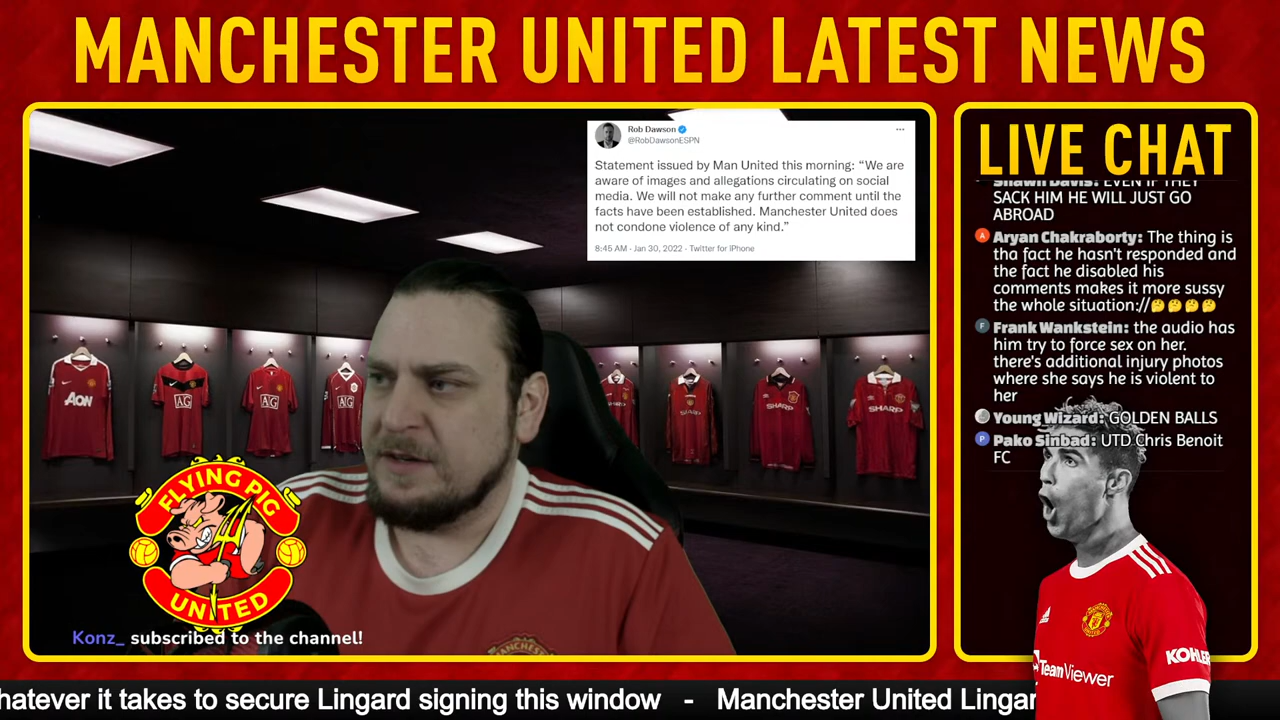 MANCHESTER UNITED LATEST NEWS
Rob Dawson
@RobDawsonESPN
Statement issued by Man United this morning: “We are
aware of images and allegations circulating on social
media. We will not make any further comment until the
facts have been established. Manchester United does
not condone violence of any kind.”
8:45 AM · Jan 30, 2022 · Twitter for iPhone
AON
AG
AG
AG
SHARP
SHARP
SHARP
FLYING PIG
UNITED
Konz_ subscribed to the channel!
LIVE CHAT
Shawn Davis: EVEN IF THEY
SACK HIM HE WILL JUST GO
ABROAD
A
Aryan Chakraborty: The thing is
tha fact he hasn't responded and
the fact he disabled his
comments makes it more sussy
the whole situation://🤔🤔🤔🤔
F
Frank Wankstein: the audio has
him try to force sex on her.
there's additional injury photos
where she says he is violent to
her
Young Wizard: GOLDEN BALLS
P
Pako Sinbad: UTD Chris Benoit
FC
TeamViewer
KOHLER
hatever it takes to secure Lingard signing this window - Manchester United Lingar